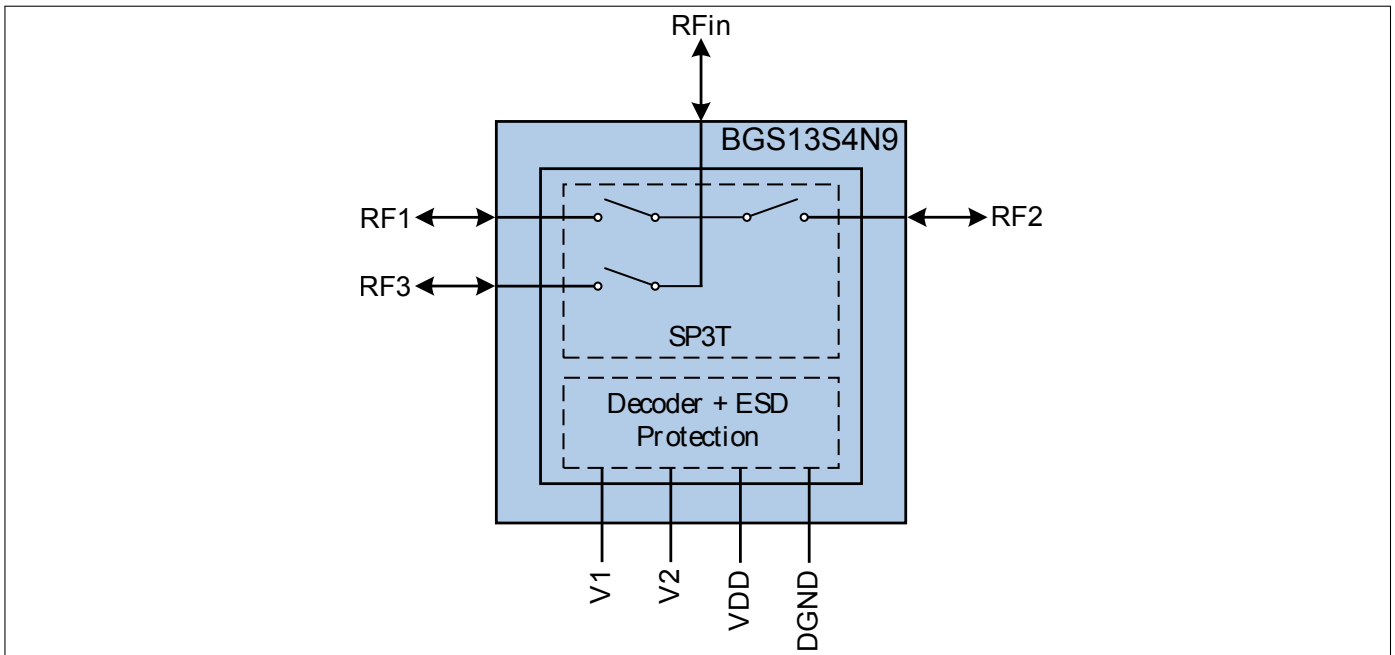 RFin
BGS13S4N9
RF1
RF2
RF3
SP3T
Decoder + ESD
Protection
V1
V2
VDD
DGND